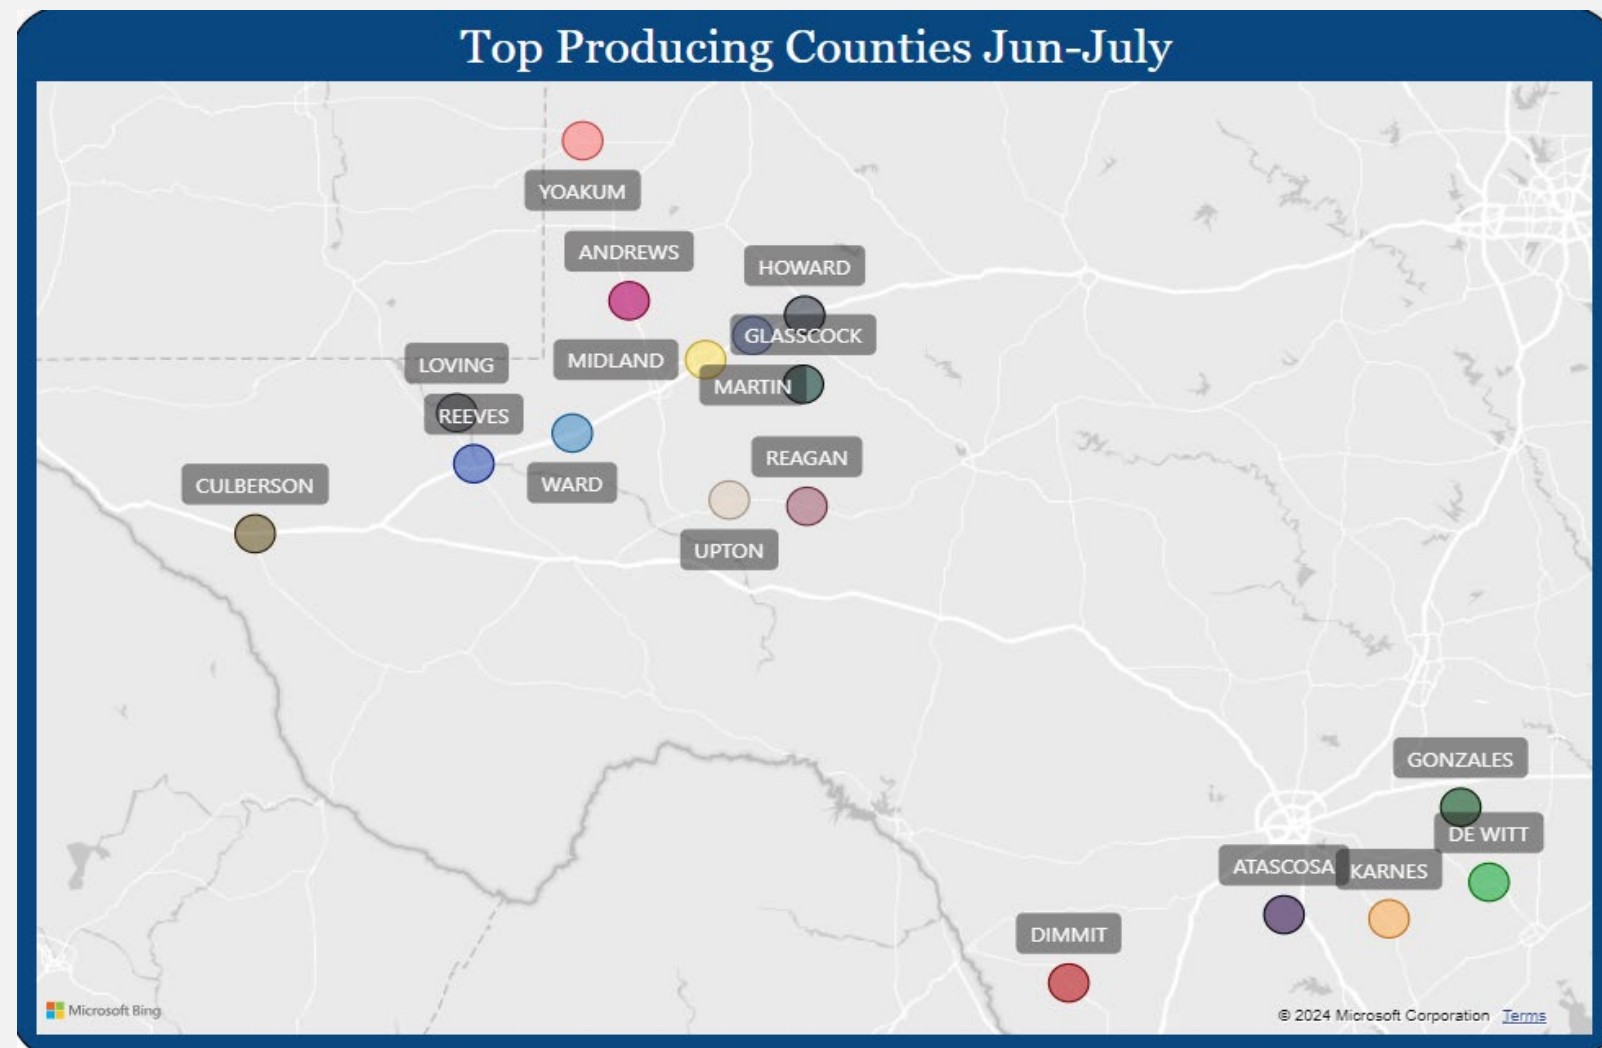 Top Producing Counties Jun-July
YOAKUM
ANDREWS
HOWARD
GLASSCOCK
MIDLAND
LOVING
MARTIN
REEVES
REAGAN
CULBERSON
WARD
UPTON
GONZALES
DE WITT
ATASCOSA
KARNES
DIMMIT
Microsoft Bing
© 2024 Microsoft Corporation Terms